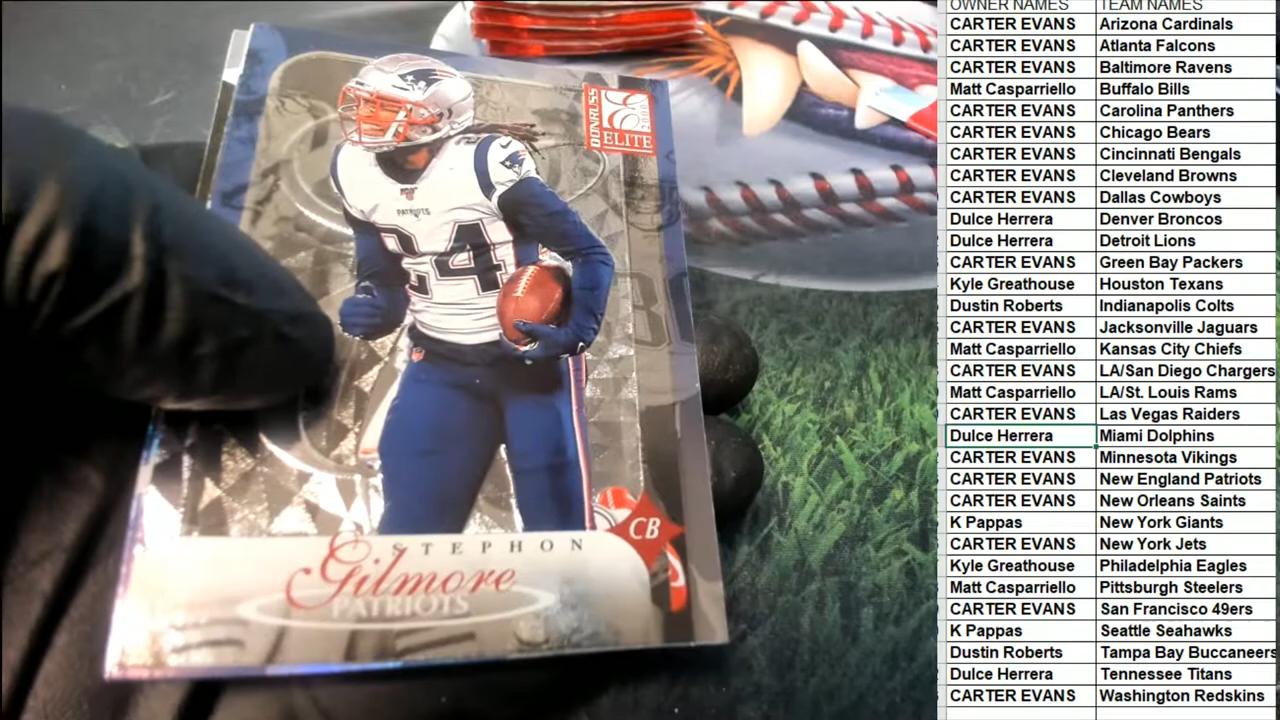 DONRUSS
ELITE
2000
PATRIOTS
24
STEPHON
Gilmore
PATRIOTS
CB
OWNER NAMES TEAM NAMES
CARTER EVANS Arizona Cardinals
CARTER EVANS Atlanta Falcons
CARTER EVANS Baltimore Ravens
Matt Casparriello Buffalo Bills
CARTER EVANS Carolina Panthers
CARTER EVANS Chicago Bears
CARTER EVANS Cincinnati Bengals
CARTER EVANS Cleveland Browns
CARTER EVANS Dallas Cowboys
Dulce Herrera Denver Broncos
Dulce Herrera Detroit Lions
CARTER EVANS Green Bay Packers
Kyle Greathouse Houston Texans
Dustin Roberts Indianapolis Colts
CARTER EVANS Jacksonville Jaguars
Matt Casparriello Kansas City Chiefs
CARTER EVANS LA/San Diego Chargers
Matt Casparriello LA/St. Louis Rams
CARTER EVANS Las Vegas Raiders
Dulce Herrera Miami Dolphins
CARTER EVANS Minnesota Vikings
CARTER EVANS New England Patriots
CARTER EVANS New Orleans Saints
K Pappas New York Giants
CARTER EVANS New York Jets
Kyle Greathouse Philadelphia Eagles
Matt Casparriello Pittsburgh Steelers
CARTER EVANS San Francisco 49ers
K Pappas Seattle Seahawks
Dustin Roberts Tampa Bay Buccaneers
Dulce Herrera Tennessee Titans
CARTER EVANS Washington Redskins